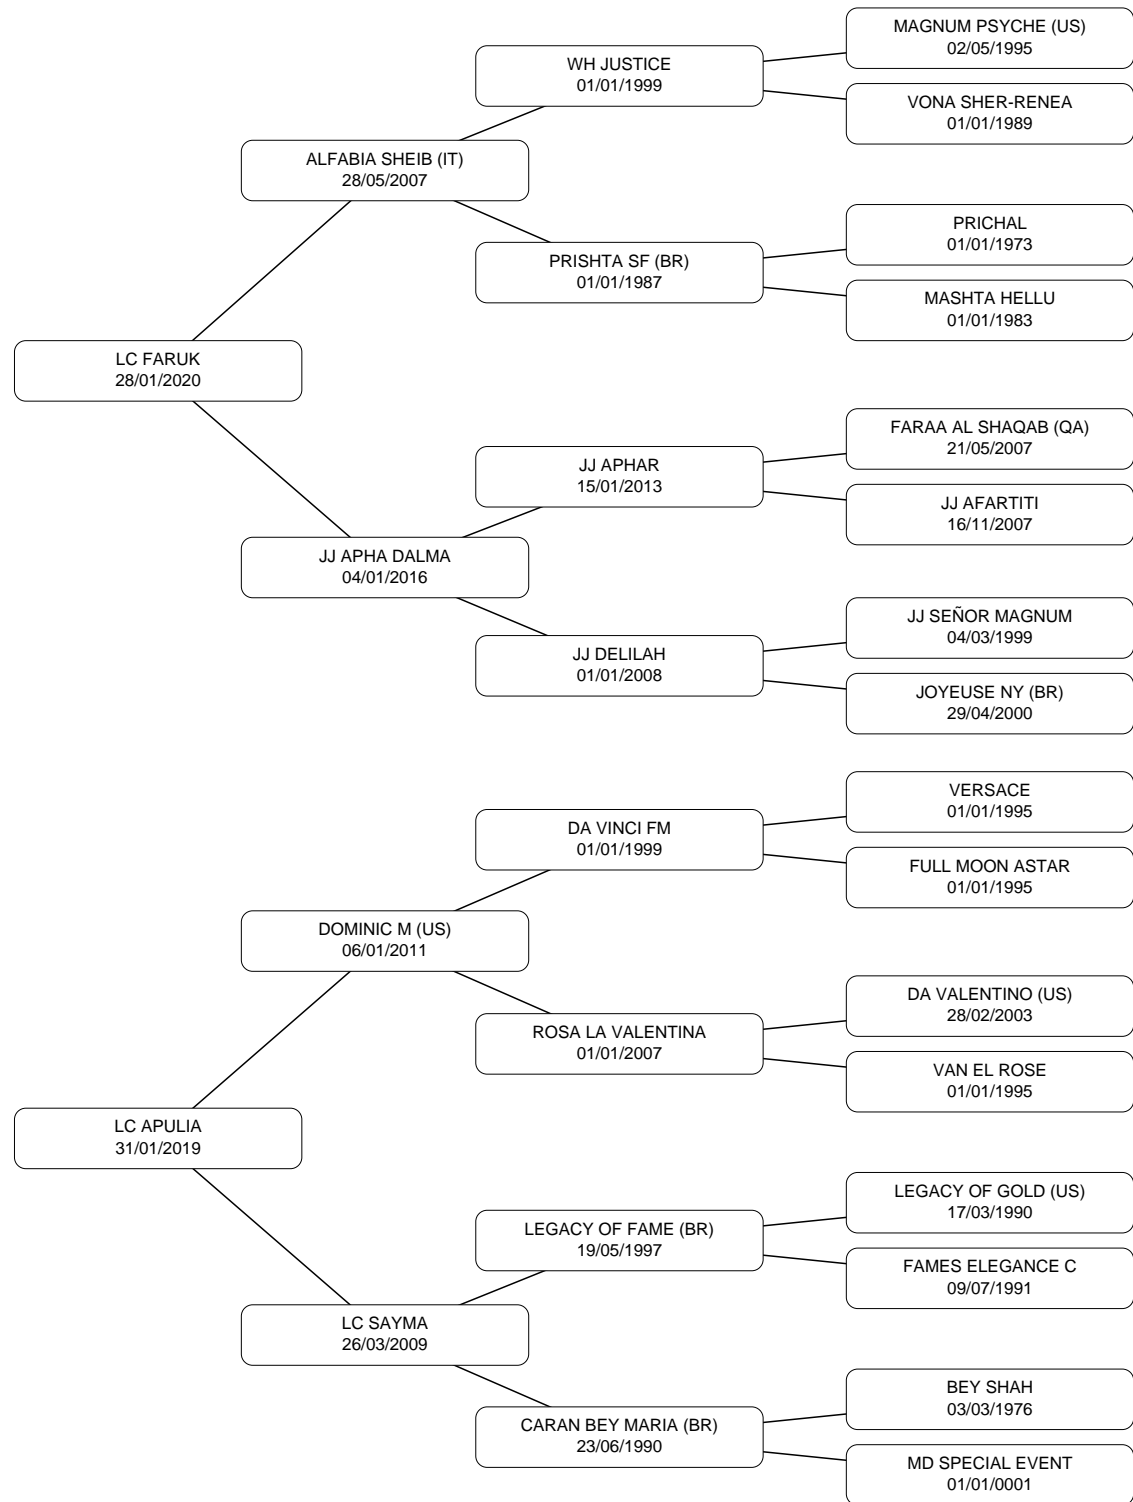 MAGNUM PSYCHE (US)
02/05/1995
WH JUSTICE
01/01/1999
VONA SHER-RENEA
01/01/1989
ALFABIA SHEIB (IT)
28/05/2007
PRICHAL
01/01/1973
PRISHTA SF (BR)
01/01/1987
MASHTA HELLU
01/01/1983
LC FARUK
28/01/2020
FARAA AL SHAQAB (QA)
21/05/2007
JJ APHAR
15/01/2013
JJ AFARTITI
16/11/2007
JJ APHA DALMA
04/01/2016
JJ SEÑOR MAGNUM
04/03/1999
JJ DELILAH
01/01/2008
JOYEUSE NY (BR)
29/04/2000
VERSACE
01/01/1995
DA VINCI FM
01/01/1999
FULL MOON ASTAR
01/01/1995
DOMINIC M (US)
06/01/2011
DA VALENTINO (US)
28/02/2003
ROSA LA VALENTINA
01/01/2007
VAN EL ROSE
01/01/1995
LC APULIA
31/01/2019
LEGACY OF GOLD (US)
17/03/1990
LEGACY OF FAME (BR)
19/05/1997
FAMES ELEGANCE C
09/07/1991
LC SAYMA
26/03/2009
BEY SHAH
03/03/1976
CARAN BEY MARIA (BR)
23/06/1990
MD SPECIAL EVENT
01/01/0001